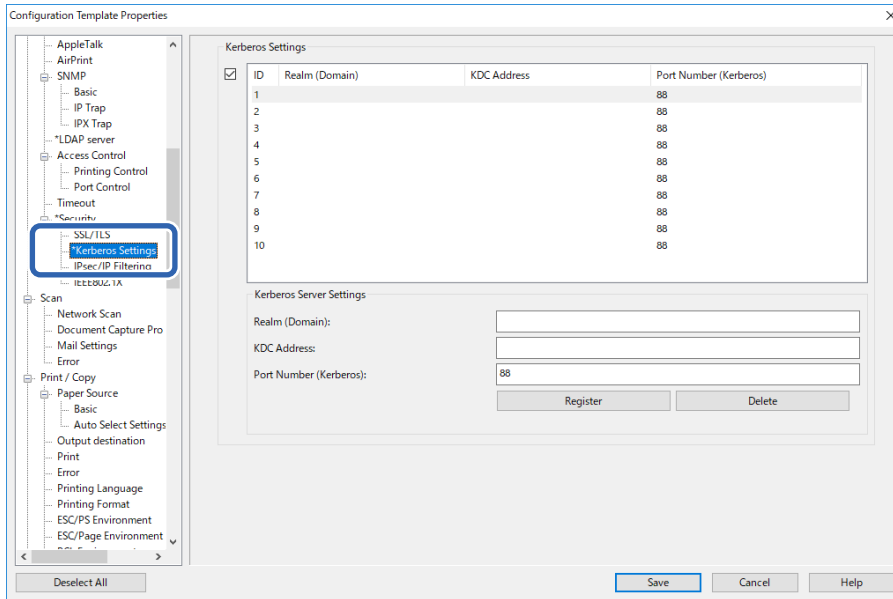 Configuration Template Properties
AppleTalk
AirPrint
SNMP
Basic
IP Trap
IPX Trap
*LDAP server
Access Control
Printing Control
Port Control
Timeout
*Security
SSL/TLS
*Kerberos Settings
IPsec/IP Filtering
IEEE802.1X
Scan
Network Scan
Document Capture Pro
Mail Settings
Error
Print / Copy
Paper Source
Basic
Auto Select Settings
Output destination
Print
Error
Printing Language
Printing Format
ESC/PS Environment
ESC/Page Environment
Kerberos Settings
ID Realm (Domain) KDC Address Port Number (Kerberos)
1 88
2 88
3 88
4 88
5 88
6 88
7 88
8 88
9 88
10 88
Kerberos Server Settings
Realm (Domain):
KDC Address:
Port Number (Kerberos): 88
Register Delete
Deselect All Save Cancel Help